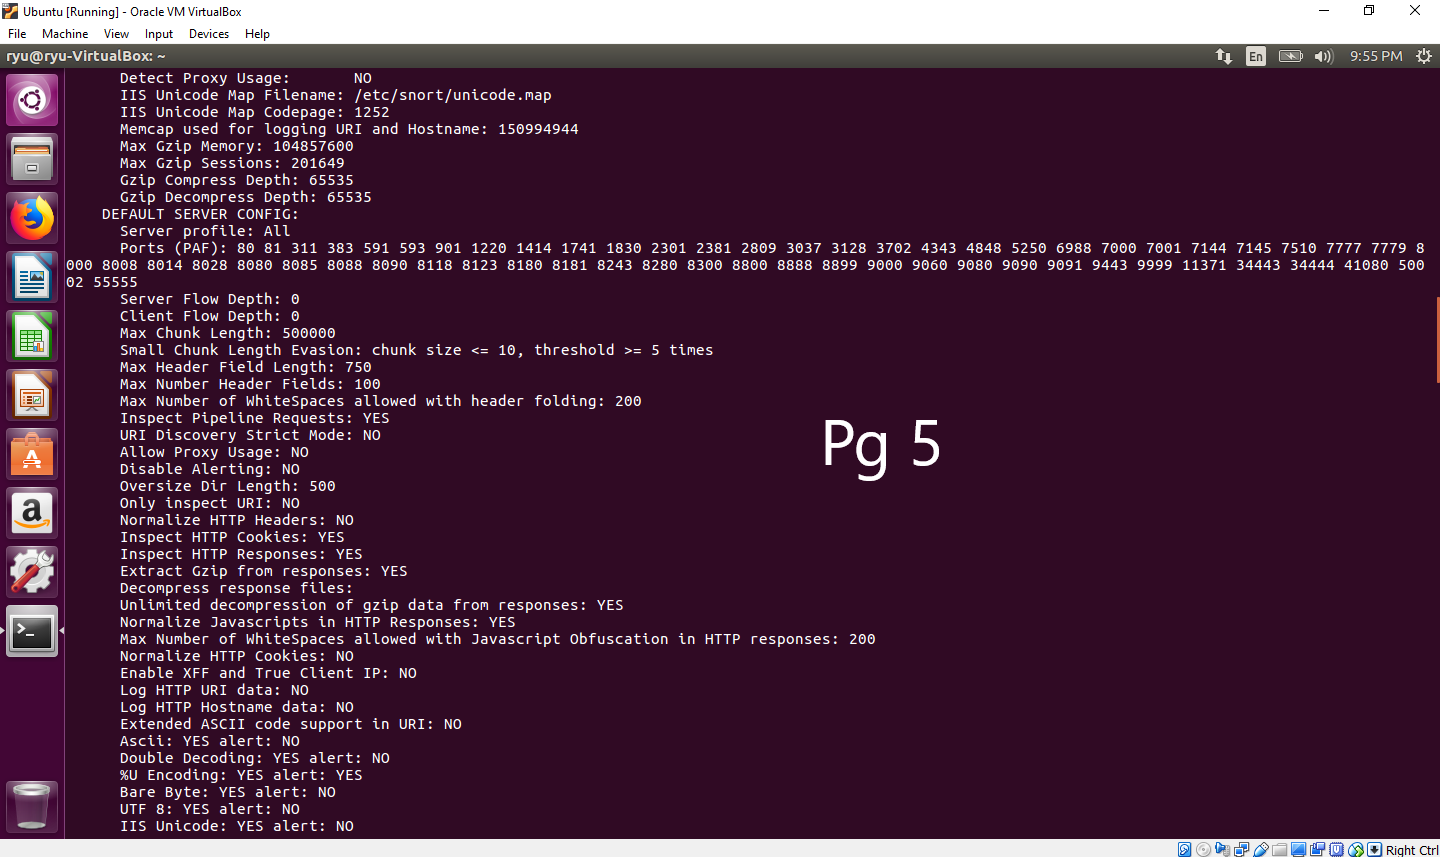 Ubuntu [Running] - Oracle VM VirtualBox
File Machine View Input Devices Help
ryu@ryu-VirtualBox: ~ En 9:55 PM
Detect Proxy Usage:       NO
IIS Unicode Map Filename: /etc/snort/unicode.map
IIS Unicode Map Codepage: 1252
Memcap used for logging URI and Hostname: 150994944
Max Gzip Memory: 104857600
Max Gzip Sessions: 201649
Gzip Compress Depth: 65535
Gzip Decompress Depth: 65535
DEFAULT SERVER CONFIG:
Server profile: All
Ports (PAF): 80 81 311 383 591 593 901 1220 1414 1741 1830 2301 2381 2809 3037 3128 3702 4343 4848 5250 6988 7000 7001 7144 7145 7510 7777 7779 8
000 8008 8014 8028 8080 8085 8088 8090 8118 8123 8180 8181 8243 8280 8300 8800 8888 8899 9000 9060 9080 9090 9091 9443 9999 11371 34443 34444 41080 500
02 55555
Server Flow Depth: 0
Client Flow Depth: 0
Max Chunk Length: 500000
Small Chunk Length Evasion: chunk size <= 10, threshold >= 5 times
Max Header Field Length: 750
Max Number Header Fields: 100
Max Number of WhiteSpaces allowed with header folding: 200
Inspect Pipeline Requests: YES
URI Discovery Strict Mode: NO
Allow Proxy Usage: NO
Disable Alerting: NO
Oversize Dir Length: 500
Only inspect URI: NO
Normalize HTTP Headers: NO
Inspect HTTP Cookies: YES
Inspect HTTP Responses: YES
Extract Gzip from responses: YES
Decompress response files:
Unlimited decompression of gzip data from responses: YES
Normalize Javascripts in HTTP Responses: YES
Max Number of WhiteSpaces allowed with Javascript Obfuscation in HTTP responses: 200
Normalize HTTP Cookies: NO
Enable XFF and True Client IP: NO
Log HTTP URI data: NO
Log HTTP Hostname data: NO
Extended ASCII code support in URI: NO
Ascii: YES alert: NO
Double Decoding: YES alert: NO
%U Encoding: YES alert: YES
Bare Byte: YES alert: NO
UTF 8: YES alert: NO
IIS Unicode: YES alert: NO
Pg 5
Right Ctrl